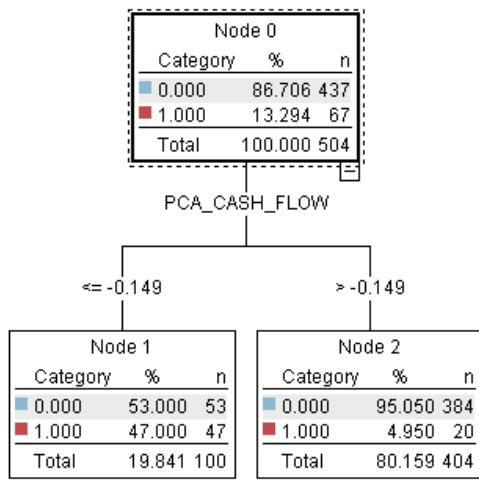 Node 0
Category % n
0.000 86.706 437
1.000 13.294 67
Total 100.000 504
PCA_CASH_FLOW
<= -0.149
> -0.149
Node 1
Category % n
0.000 53.000 53
1.000 47.000 47
Total 19.841 100
Node 2
Category % n
0.000 95.050 384
1.000 4.950 20
Total 80.159 404